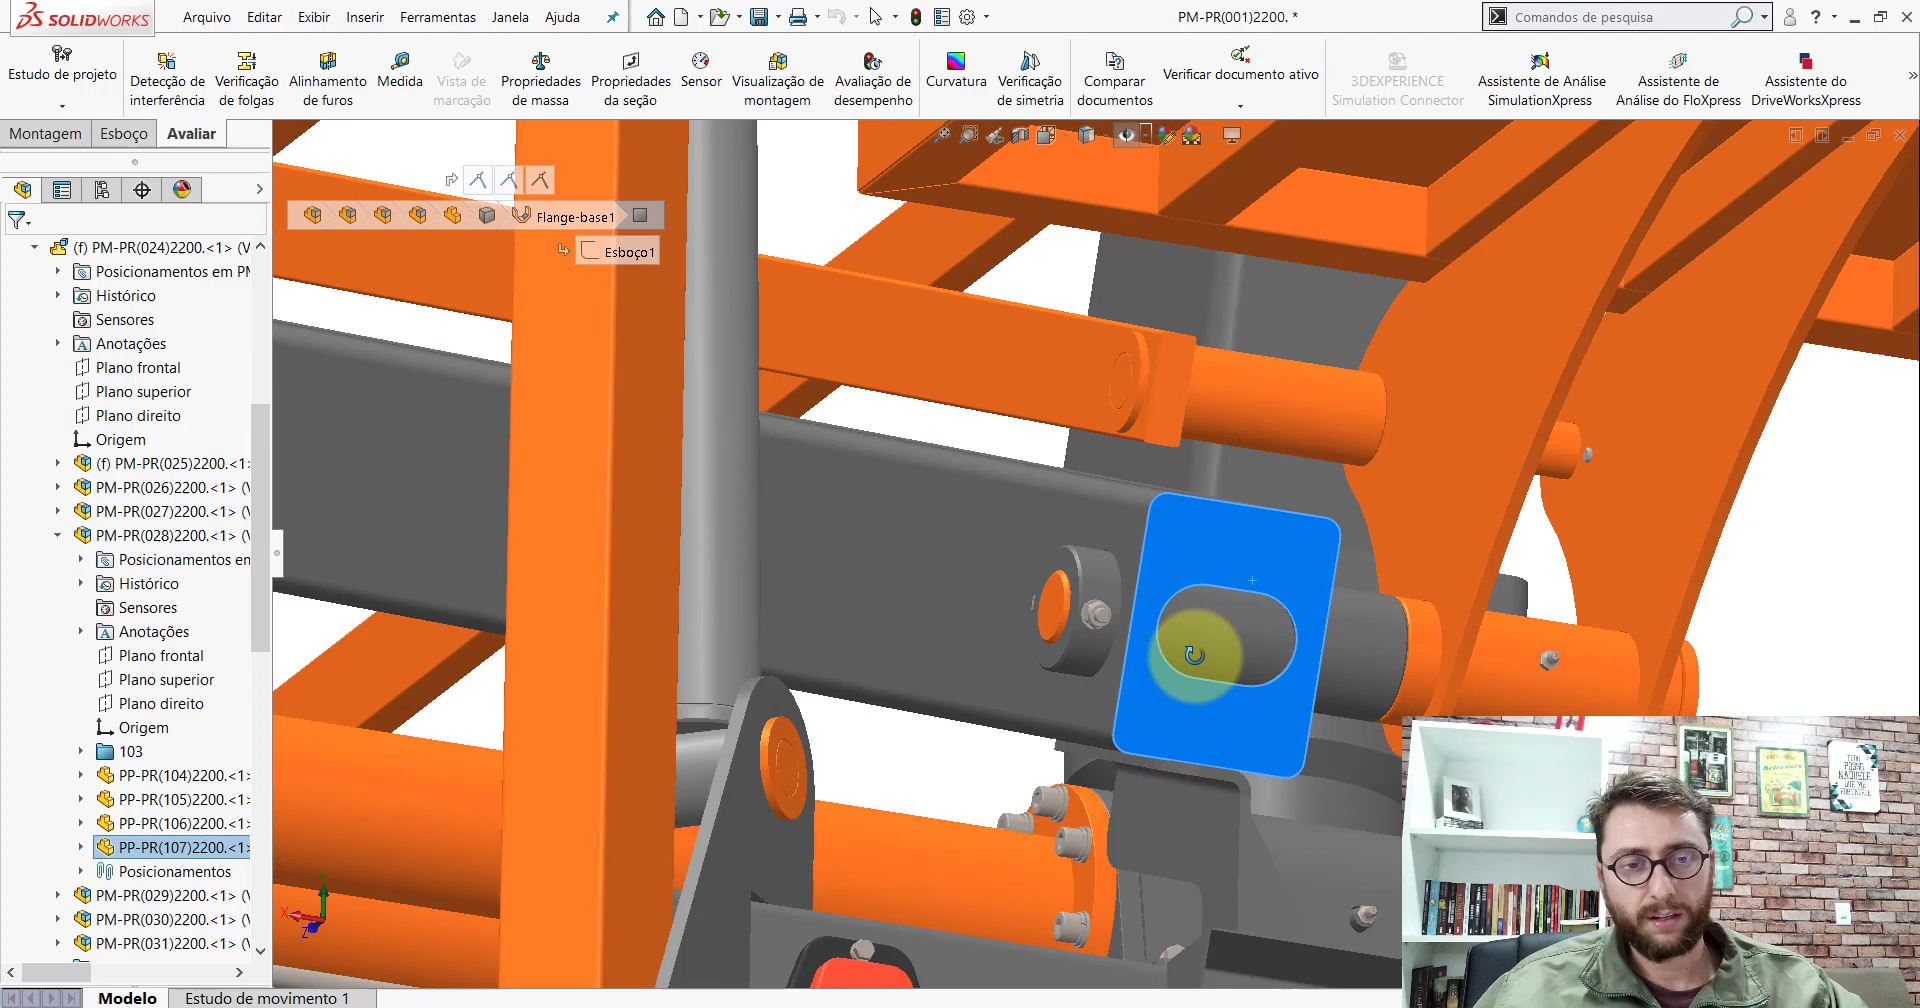 SOLIDWORKS
Arquivo Editar Exibir Inserir Ferramentas Janela Ajuda
PM-PR(001)2200. *
Comandos de pesquisa
Estudo de projeto
Detecção de interferência
Verificação de folgas
Alinhamento de furos
Medida
Vista de marcação
Propriedades de massa
Propriedades da seção
Sensor
Visualização de montagem
Avaliação de desempenho
Curvatura
Verificação de simetria
Comparar documentos
Verificar documento ativo
3DEXPERIENCE Simulation Connector
Assistente de Análise SimulationXpress
Assistente de Análise do FloXpress
Assistente do DriveWorksXpress
Montagem Esboço Avaliar
Flange-base1
Esboço1
(f) PM-PR(024)2200.<1> (V
Posicionamentos em PM
Histórico
Sensores
Anotações
Plano frontal
Plano superior
Plano direito
Origem
(f) PM-PR(025)2200.<1>
PM-PR(026)2200.<1> (V
PM-PR(027)2200.<1> (V
PM-PR(028)2200.<1> (V
Posicionamentos em
Histórico
Sensores
Anotações
Plano frontal
Plano superior
Plano direito
Origem
103
PP-PR(104)2200.<1>
PP-PR(105)2200.<1>
PP-PR(106)2200.<1>
PP-PR(107)2200.<1>
Posicionamentos
PM-PR(029)2200.<1> (V
PM-PR(030)2200.<1> (V
PM-PR(031)2200.<1> (V
X
Z
Modelo Estudo de movimento 1